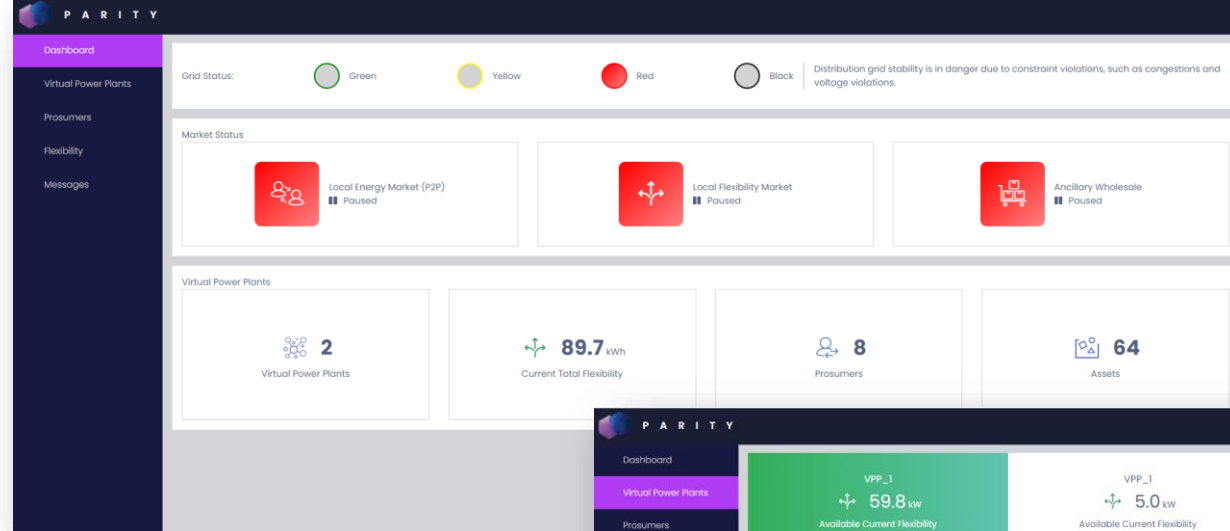 P A R I T Y
Dashboard
Virtual Power Plants
Prosumers
Flexibility
Messages
Grid Status:
Green
Yellow
Red
Black
Distribution grid stability is in danger due to constraint violations, such as congestions and
voltage violations.
Market Status
Local Energy Market (P2P)
Paused
Local Flexibility Market
Paused
Ancillary Wholesale
Paused
Virtual Power Plants
2
Virtual Power Plants
89.7 kWh
Current Total Flexibility
8
Prosumers
64
Assets
P A R I T Y
Dashboard
Virtual Power Plants
Prosumers
VPP_1
59.8 kW
Available Current Flexibility
VPP_1
5.0 kW
Available Current Flexibility